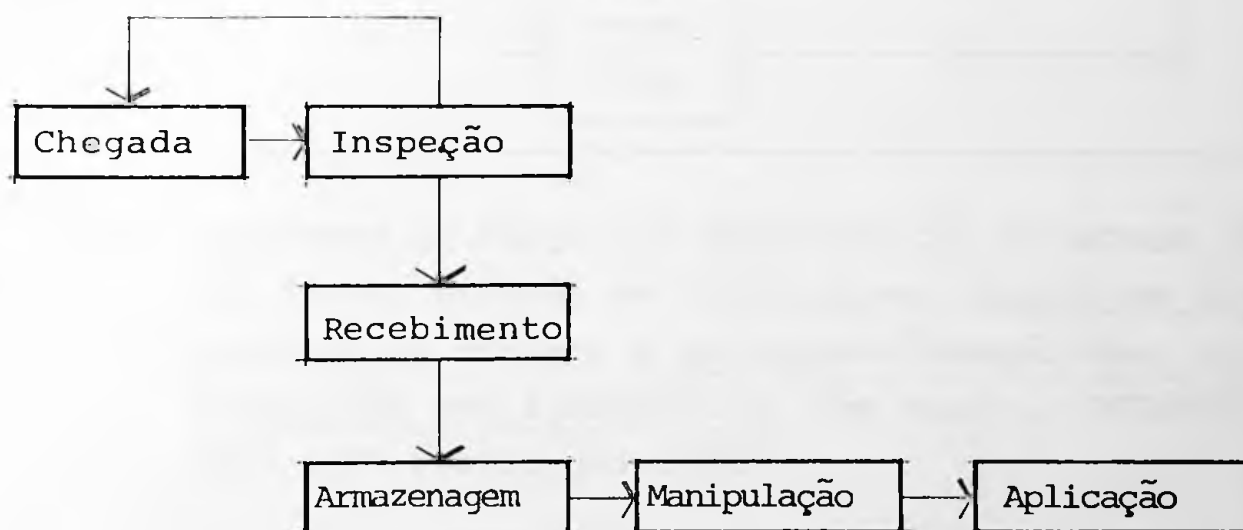 Chegada
Inspeção
Recebimento
Armazenagem
Manipulação
Aplicação